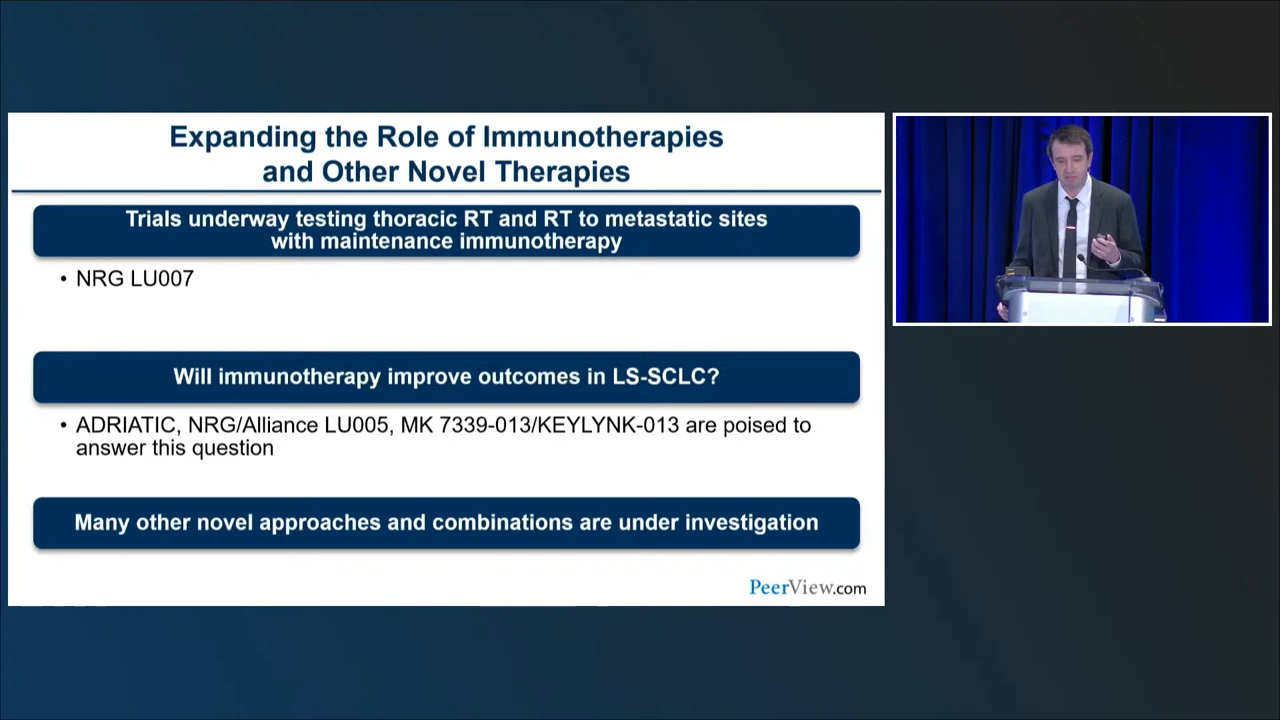 Expanding the Role of Immunotherapies
and Other Novel Therapies
Trials underway testing thoracic RT and RT to metastatic sites
with maintenance immunotherapy
• NRG LU007
Will immunotherapy improve outcomes in LS-SCLC?
• ADRIATIC, NRG/Alliance LU005, MK 7339-013/KEYLYNK-013 are poised to
answer this question
Many other novel approaches and combinations are under investigation
PeerView.com